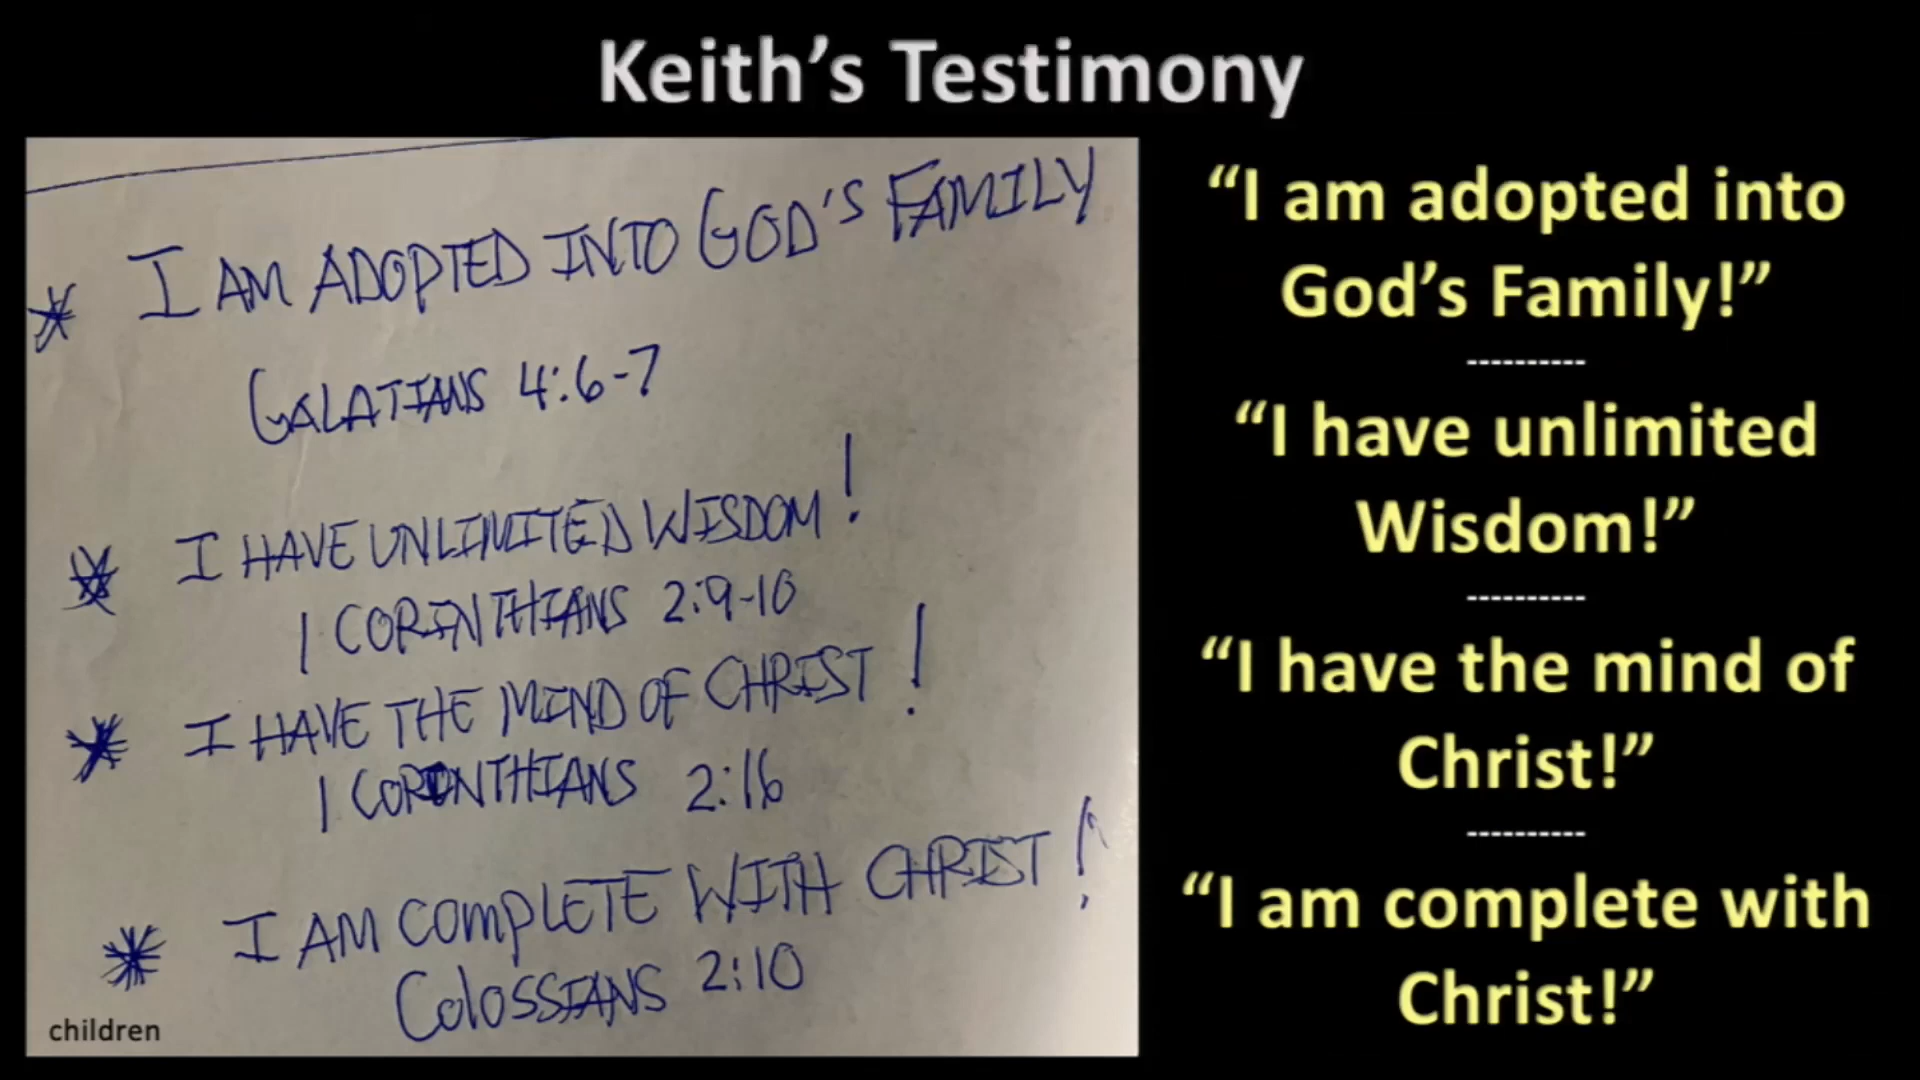 Keith's Testimony
* I AM ADOPTED INTO GOD'S FAMILY
GALATIANS 4:6-7
* I HAVE UNLIMITED WISDOM!
1 CORINTHIANS 2:9-10
* I HAVE THE MIND OF CHRIST!
1 CORINTHIANS 2:16
* I AM COMPLETE WITH CHRIST!
COLOSSIANS 2:10
children
“I am adopted into
God’s Family!”
----------
“I have unlimited
Wisdom!”
----------
“I have the mind of
Christ!”
----------
“I am complete with
Christ!”